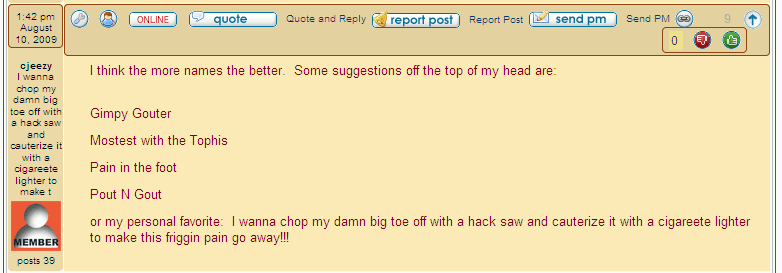 1:42 pm
August
10, 2009
ONLINE
quote
Quote and Reply
report post
Report Post
send pm
Send PM
9
0
cjeezy
I wanna
chop my
damn big
toe off with
a hack saw
and
cauterize it
with a
cigareete
lighter to
make t
MEMBER
posts 39
I think the more names the better. Some suggestions off the top of my head are:
Gimpy Gouter
Mostest with the Tophis
Pain in the foot
Pout N Gout
or my personal favorite: I wanna chop my damn big toe off with a hack saw and cauterize it with a cigareete lighter
to make this friggin pain go away!!!